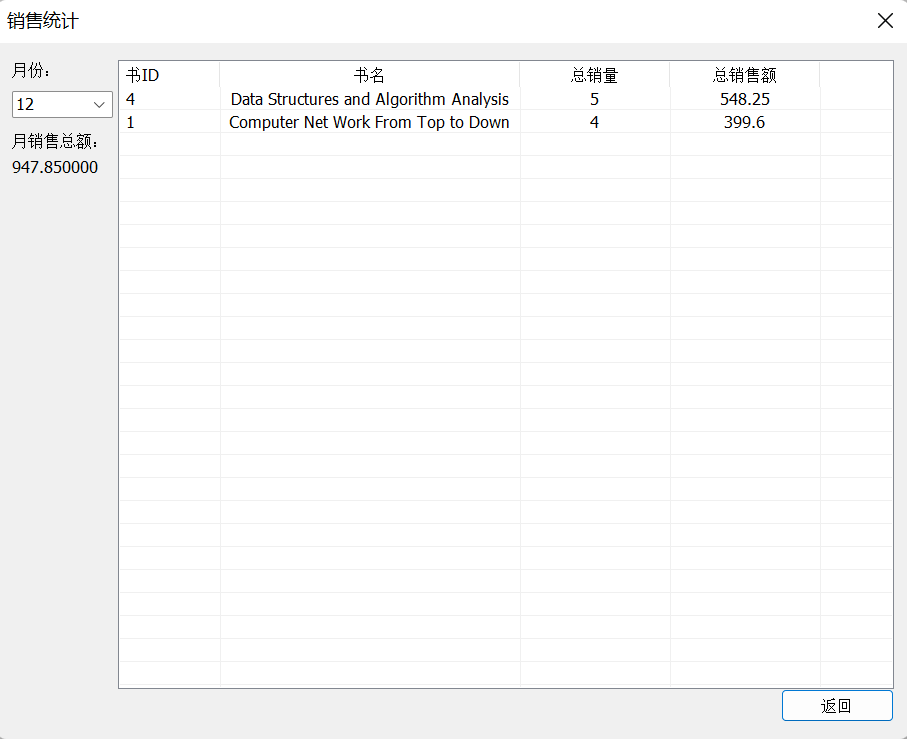 销售统计
月份：
12
月销售总额：
947.850000
书ID 书名 总销量 总销售额
4 Data Structures and Algorithm Analysis 5 548.25
1 Computer Net Work From Top to Down 4 399.6
返回